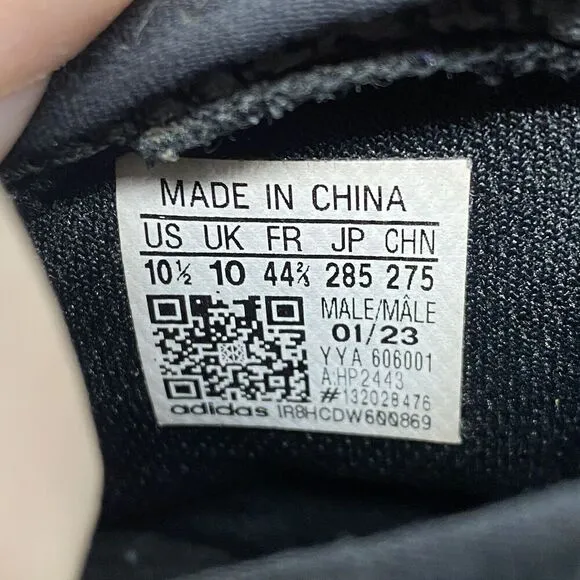 MADE IN CHINA
US UK FR JP CHN
10½ 10 44⅔ 285 275
MALE/MÂLE
01/23
YYA 606001
A:HP2443
#132028476
adidas 1R8HCDW600869